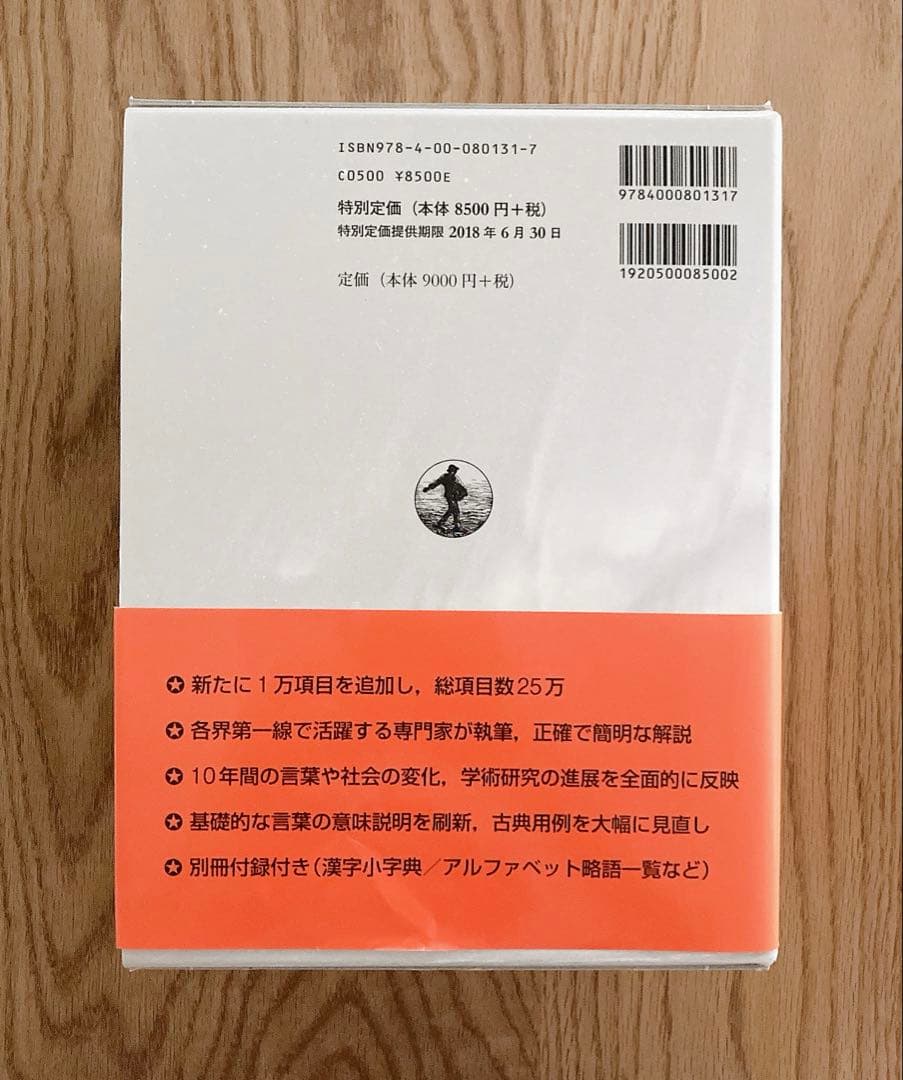 ISBN978-4-00-080131-7
C0500 ¥8500E
特別定価（本体 8500 円＋税）
特別定価提供期限 2018 年 6 月 30 日
定価（本体 9000 円＋税）
9784000801317
1920500085002
✪ 新たに１万項目を追加し，総項目数25万
✪ 各界第一線で活躍する専門家が執筆，正確で簡明な解説
✪ 10年間の言葉や社会の変化，学術研究の進展を全面的に反映
✪ 基礎的な言葉の意味説明を刷新，古典用例を大幅に見直し
✪ 別冊付録付き（漢字小字典／アルファベット略語一覧など）